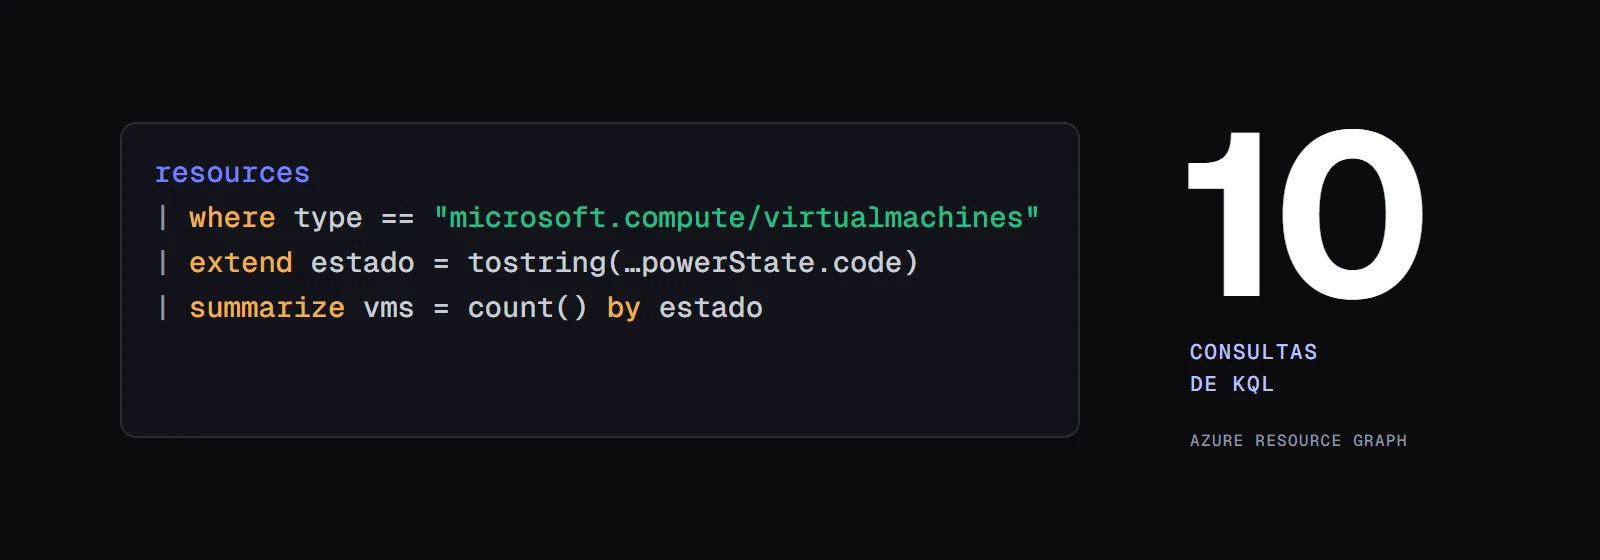 resources
| where type == "microsoft.compute/virtualmachines"
| extend estado = tostring(…powerState.code)
| summarize vms = count() by estado
10
CONSULTAS
DE KQL
AZURE RESOURCE GRAPH